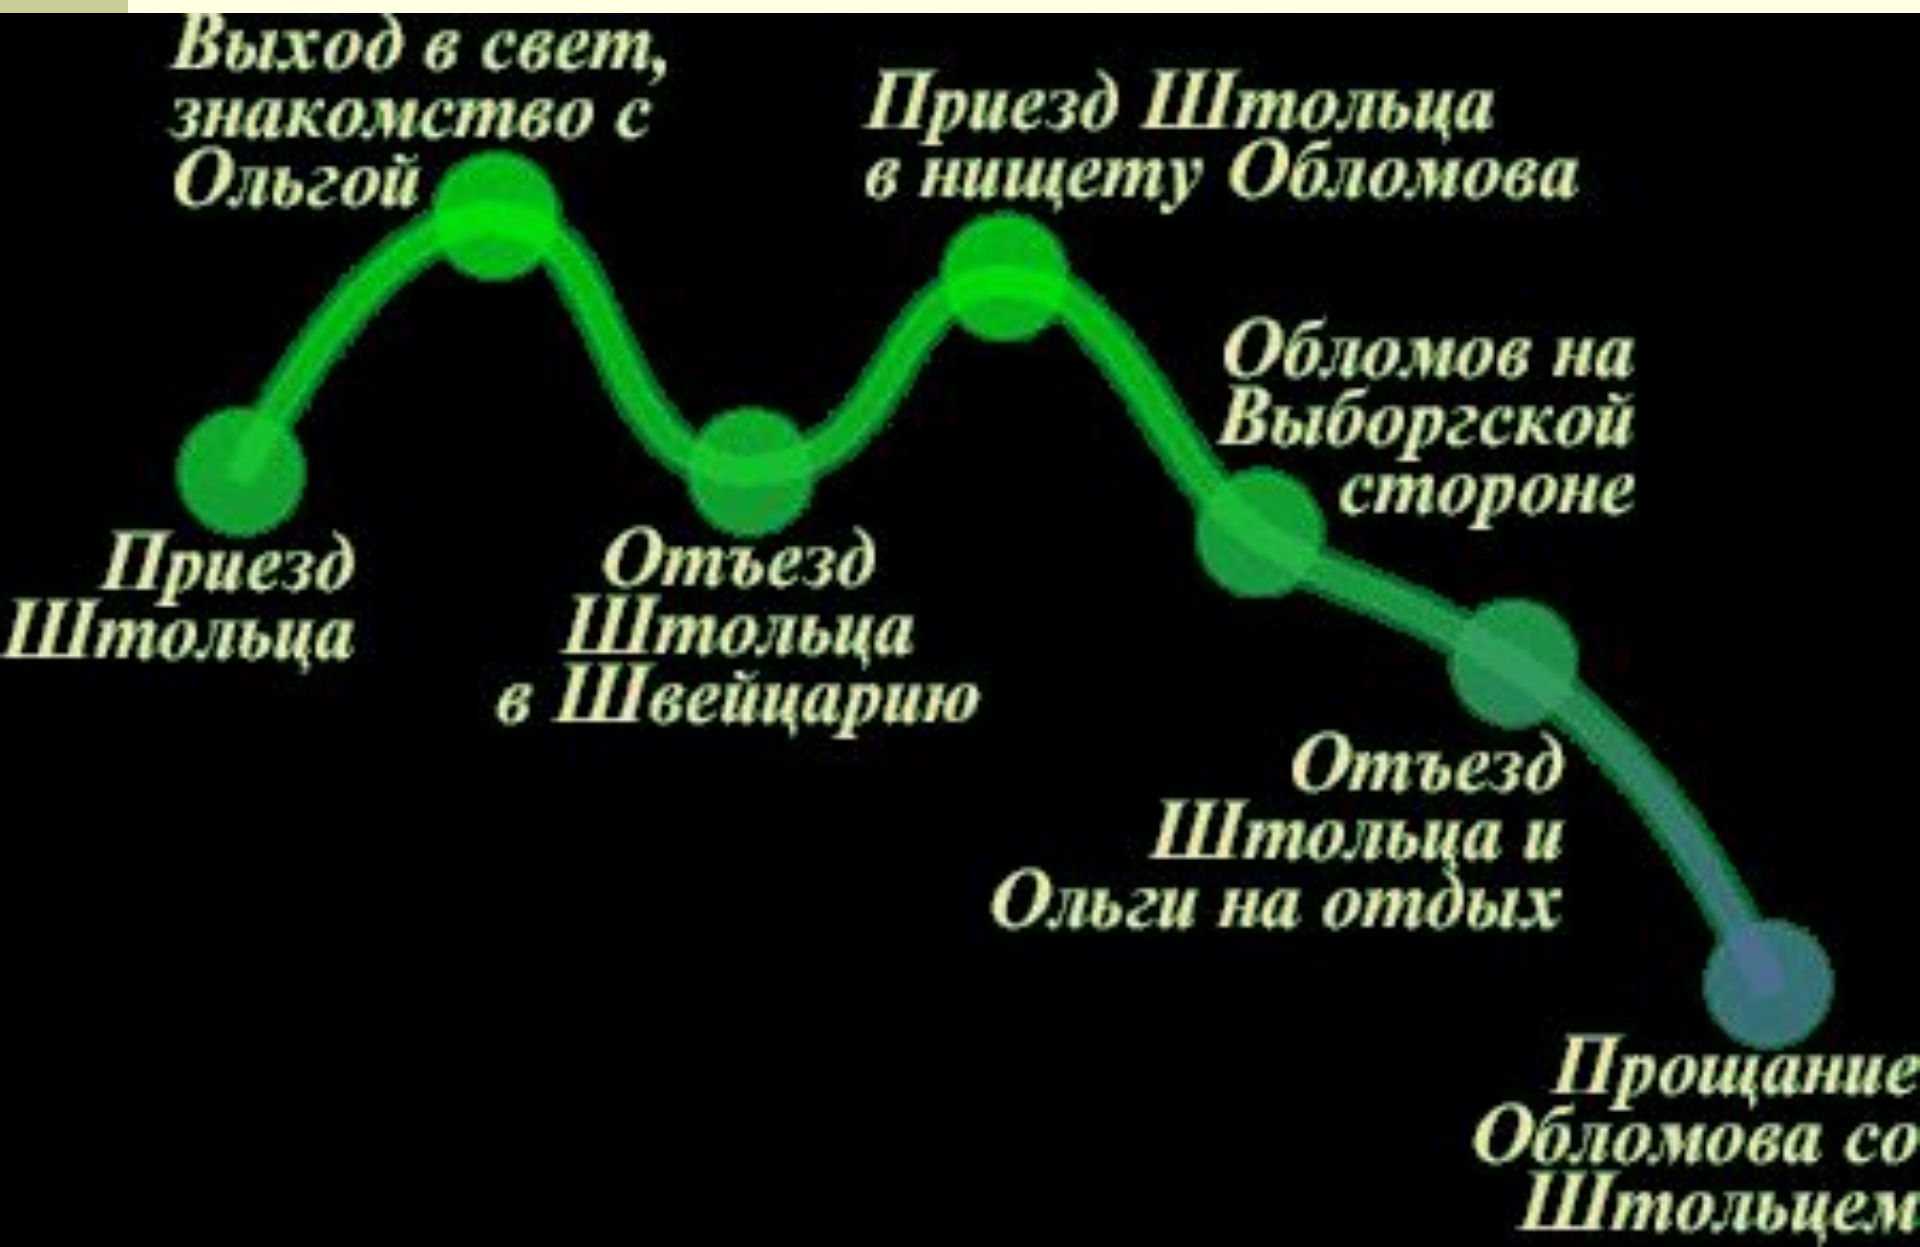 Выход в свет,
знакомство с
Ольгой
Приезд Штольца
в нищету Обломова
Обломов на
Выборгской
стороне
Приезд
Штольца
Отъезд
Штольца
в Швейцарию
Отъезд
Штольца и
Ольги на отдых
Прощание
Обломова со
Штольцем